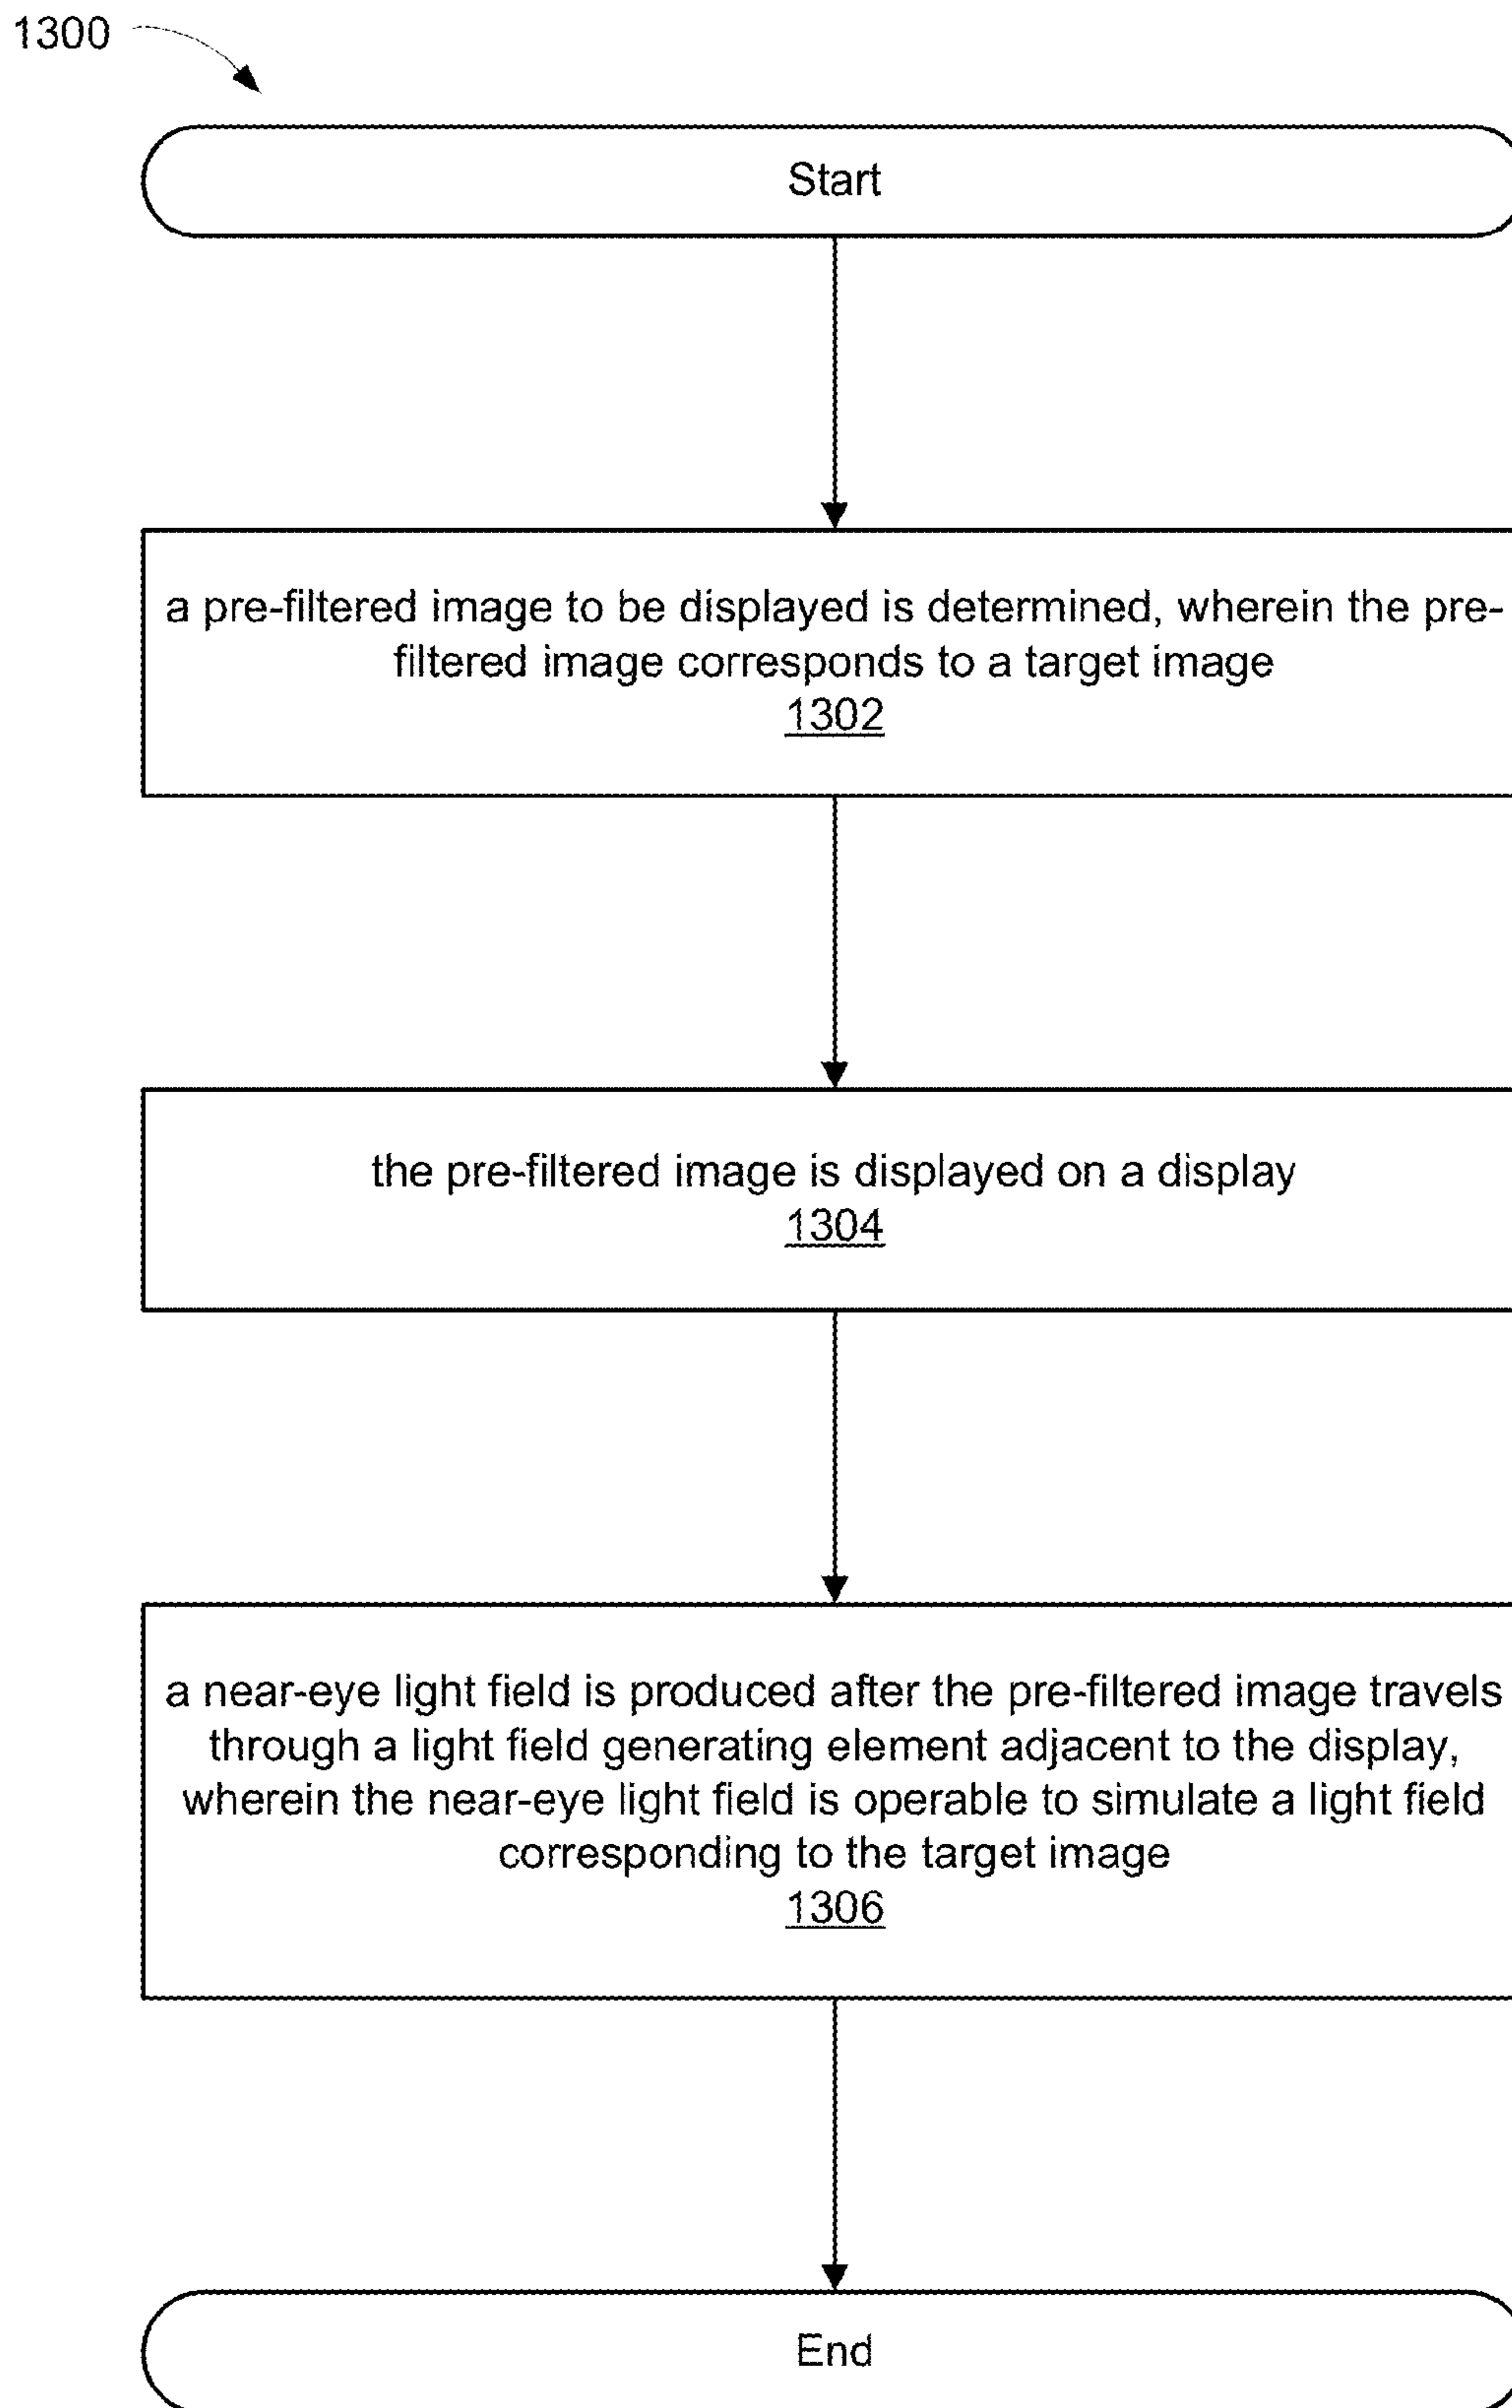 1300
Start
a pre-filtered image to be displayed is determined, wherein the pre-
filtered image corresponds to a target image
1302
the pre-filtered image is displayed on a display
1304
a near-eye light field is produced after the pre-filtered image travels
through a light field generating element adjacent to the display,
wherein the near-eye light field is operable to simulate a light field
corresponding to the target image
1306
End